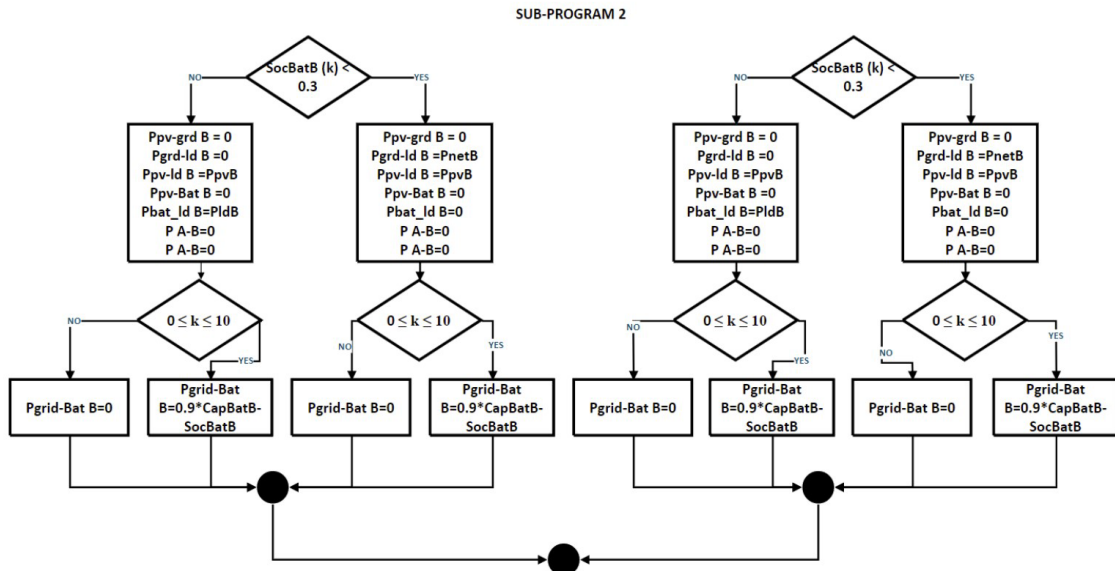 SUB-PROGRAM 2
SocBatB (k) <
0.3
NO
YES
Ppv-grd B = 0
Pgrd-ld B =0
Ppv-ld B =PpvB
Ppv-Bat B =0
Pbat_ld B=PldB
P A-B=0
P A-B=0
Ppv-grd B = 0
Pgrd-ld B =PnetB
Ppv-ld B =PpvB
Ppv-Bat B =0
Pbat_ld B=0
P A-B=0
P A-B=0
0 ≤ k ≤ 10
NO
YES
0 ≤ k ≤ 10
NO
YES
Pgrid-Bat B=0
Pgrid-Bat
B=0.9*CapBatB-
SocBatB
Pgrid-Bat B=0
Pgrid-Bat
B=0.9*CapBatB-
SocBatB
SocBatB (k) <
0.3
NO
YES
Ppv-grd B = 0
Pgrd-ld B =0
Ppv-ld B =PpvB
Ppv-Bat B =0
Pbat_ld B=PldB
P A-B=0
P A-B=0
Ppv-grd B = 0
Pgrd-ld B =PnetB
Ppv-ld B =PpvB
Ppv-Bat B =0
Pbat_ld B=0
P A-B=0
P A-B=0
0 ≤ k ≤ 10
NO
YES
0 ≤ k ≤ 10
NO
YES
Pgrid-Bat B=0
Pgrid-Bat
B=0.9*CapBatB-
SocBatB
Pgrid-Bat B=0
Pgrid-Bat
B=0.9*CapBatB-
SocBatB